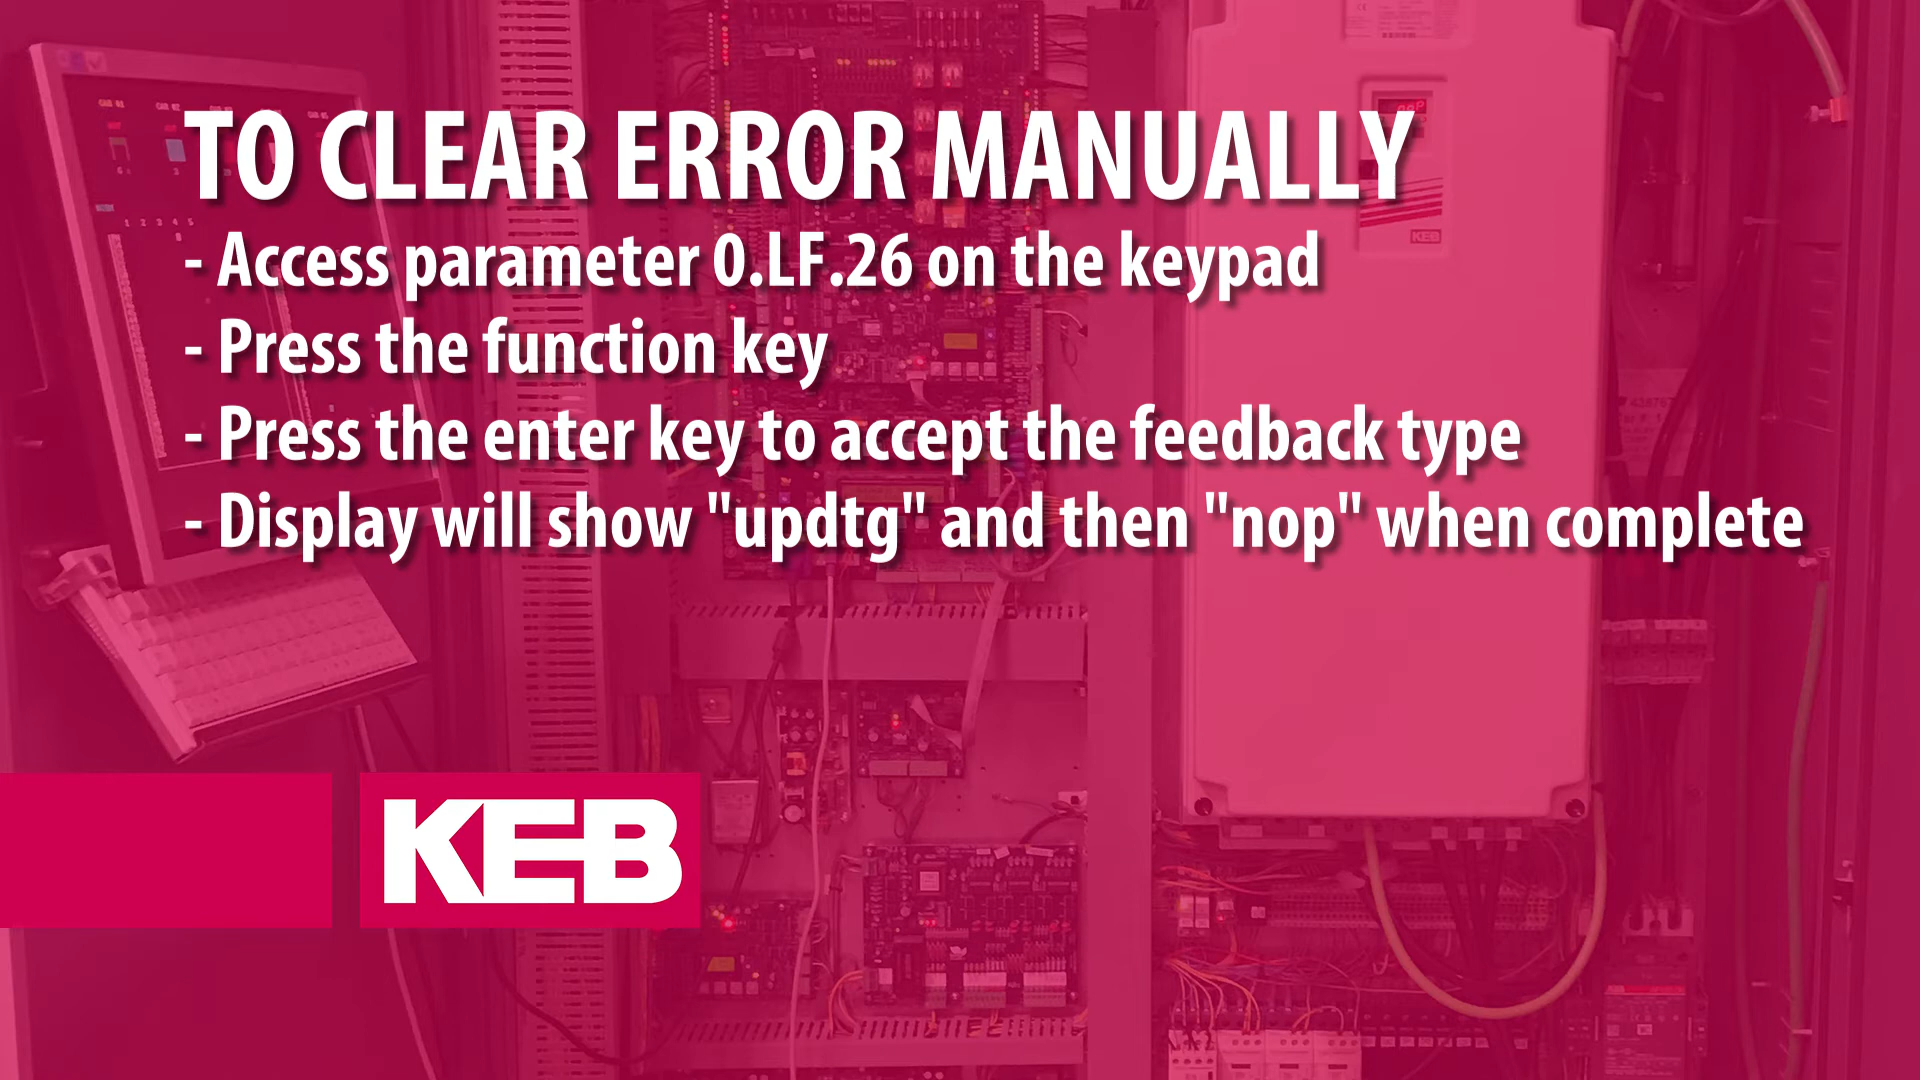 TO CLEAR ERROR MANUALLY
- Access parameter 0.LF.26 on the keypad
- Press the function key
- Press the enter key to accept the feedback type
- Display will show "updtg" and then "nop" when complete
KEB
KEB